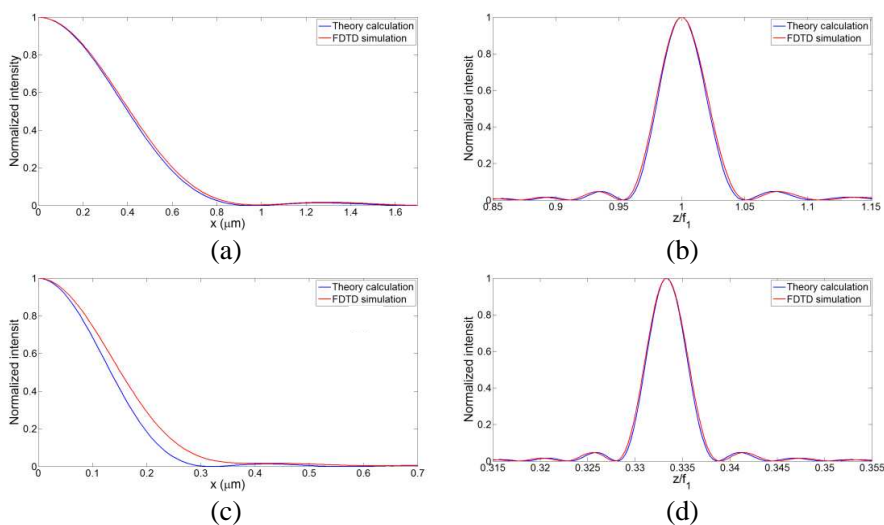 Normalized intensity
1
0.8
0.6
0.4
0.2
0
Theory calculation
FDTD simulation
0 0.2 0.4 0.6 0.8 1 1.2 1.4 1.6
x (μm)
(a)
Normalized intensit
1
0.8
0.6
0.4
0.2
0
Theory calculation
FDTD simulation
0.85 0.9 0.95 1 1.05 1.1 1.15
z/f1
(b)
Normalized intensit
1
0.8
0.6
0.4
0.2
0
Theory calculation
FDTD simulation
0 0.1 0.2 0.3 0.4 0.5 0.6 0.7
x (μm)
(c)
Normalized intensit
1
0.8
0.6
0.4
0.2
0
Theory calculation
FDTD simulation
0.315 0.32 0.325 0.33 0.335 0.34 0.345 0.35 0.355
z/f1
(d)